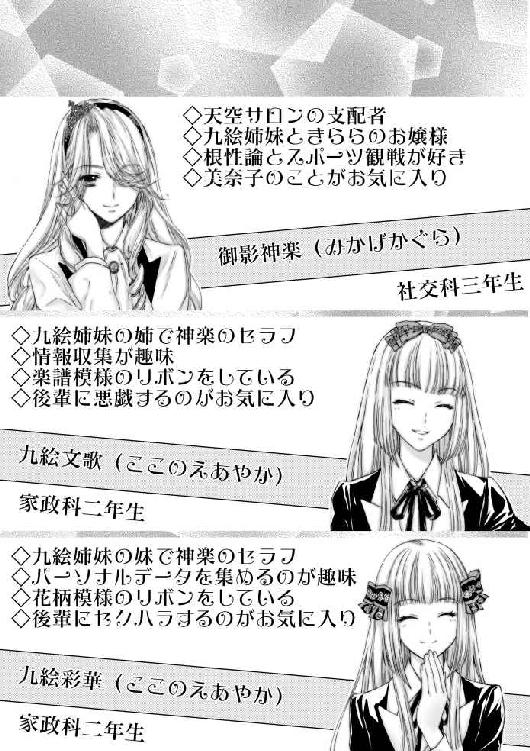 ◇天空サロンの支配者
◇九絵姉妹ときららのお嬢様
◇根性論とスポーツ観戦が好き
◇美奈子のことがお気に入り
御影神楽（みかげかぐら）
社交科三年生
◇九絵姉妹の姉で神楽のセラフ
◇情報収集が趣味
◇楽譜模様のリボンをしている
◇後輩に悪戯するのがお気に入り
九絵文歌（ここのえあやか）
家政科二年生
◇九絵姉妹の妹で神楽のセラフ
◇パーソナルデータを集めるのが趣味
◇花柄模様のリボンをしている
◇後輩にセクハラするのがお気に入り
九絵彩華（ここのえあやか）
家政科二年生